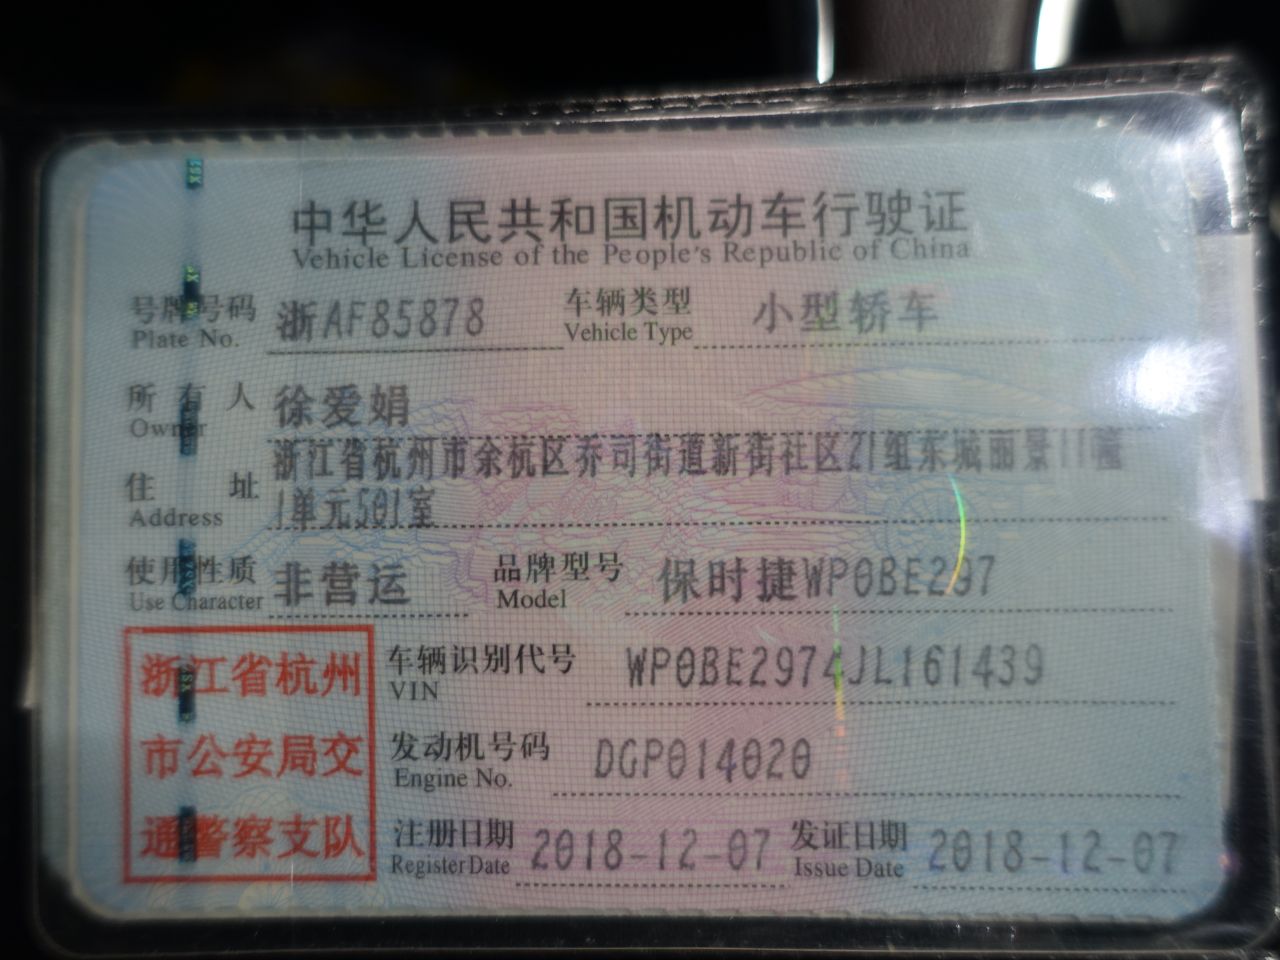 中华人民共和国机动车行驶证
Vehicle License of the People's Republic of China
号牌号码 浙AF85878 车辆类型 小型轿车
Plate No. Vehicle Type
所有人 徐爱娟
Owner
浙江省杭州市余杭区乔司街道新街社区21组东城丽景11幢
住址 1单元501室
Address
使用性质 非营运 品牌型号 保时捷WP0BE297
Use Character Model
浙江省杭州 车辆识别代号 WP0BE2974JL161439
VIN
市公安局交 发动机号码 DGP014020
Engine No.
通警察支队 注册日期 2018-12-07 发证日期 2018-12-07
Register Date Issue Date